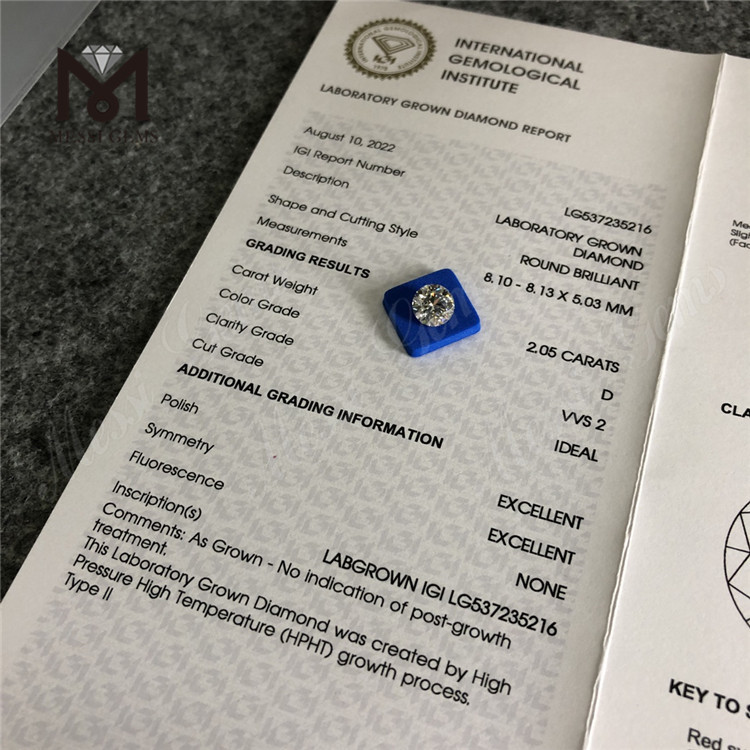 INTERNATIONAL
GEMOLOGICAL
INSTITUTE
LABORATORY GROWN DIAMOND REPORT
August 10, 2022
IGI Report Number LG537235216
Description LABORATORY GROWN
DIAMOND
Shape and Cutting Style ROUND BRILLIANT
Measurements 8.10 - 8.13 X 5.03 MM
GRADING RESULTS
Carat Weight 2.05 CARATS
Color Grade D
Clarity Grade VVS 2
Cut Grade IDEAL
ADDITIONAL GRADING INFORMATION
Polish EXCELLENT
Symmetry EXCELLENT
Fluorescence NONE
Inscription(s) LABGROWN IGI LG537235216
Comments: As Grown - No indication of post-growth
treatment.
This Laboratory Grown Diamond was created by High
Pressure High Temperature (HPHT) growth process.
Type II
CLA
KEY TO S
Red s